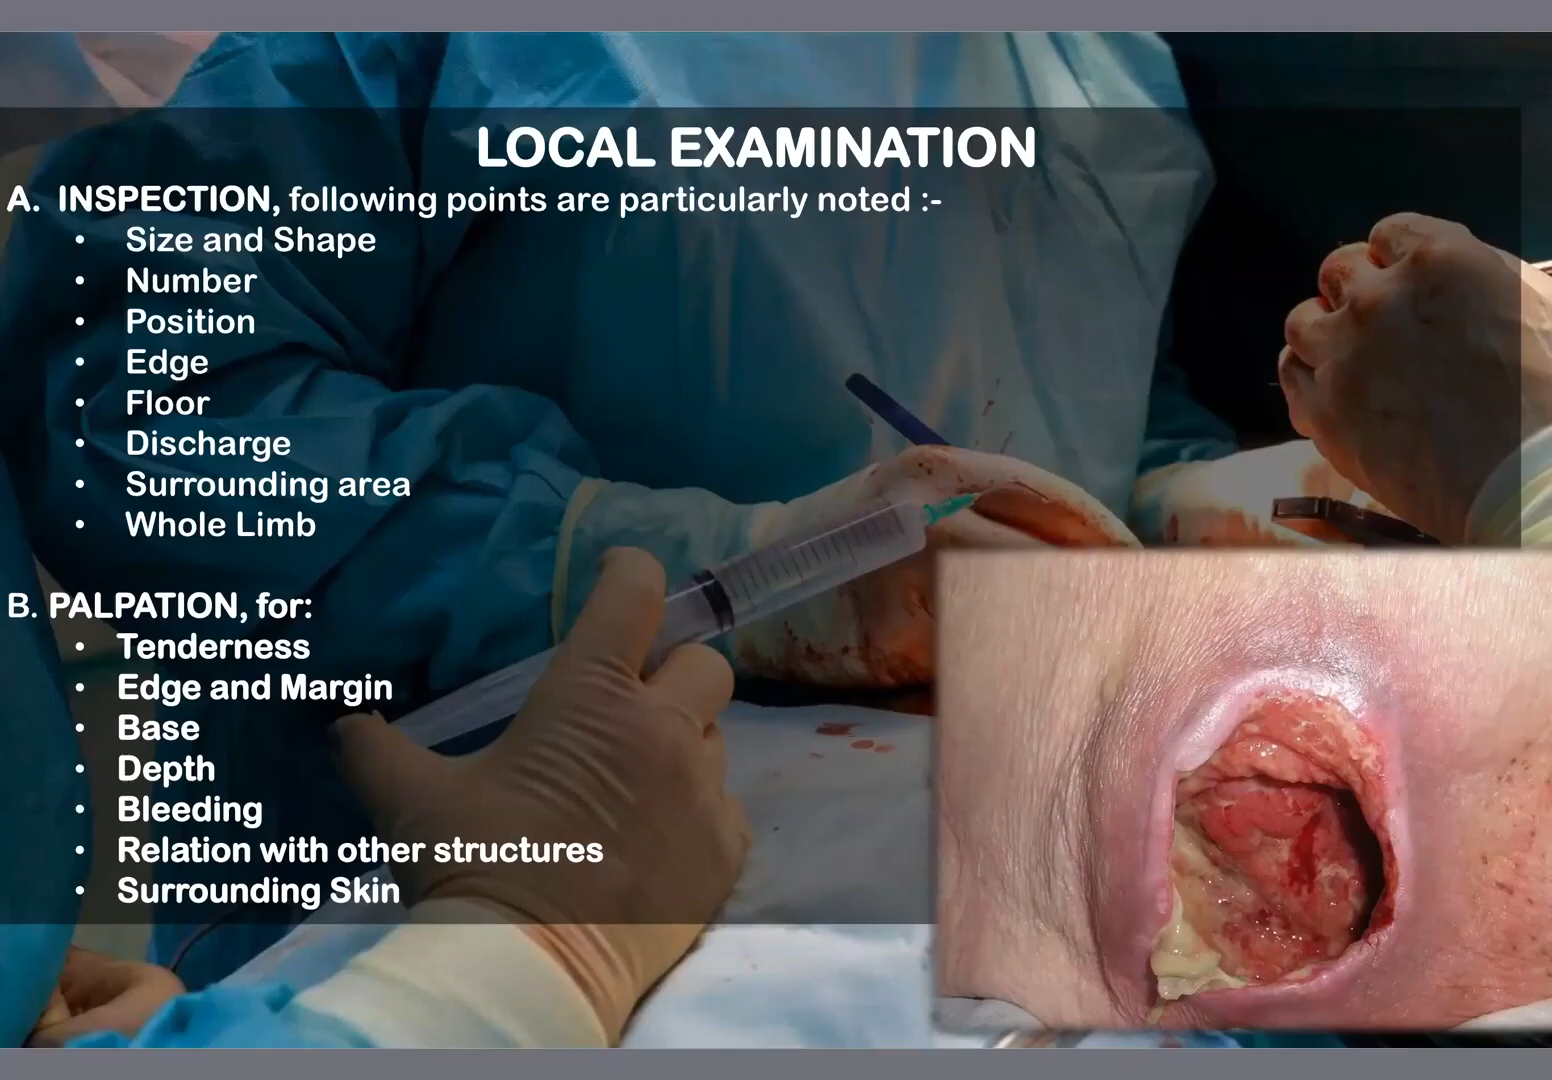 LOCAL EXAMINATION
A. INSPECTION, following points are particularly noted :-
• Size and Shape
• Number
• Position
• Edge
• Floor
• Discharge
• Surrounding area
• Whole Limb
B. PALPATION, for:
• Tenderness
• Edge and Margin
• Base
• Depth
• Bleeding
• Relation with other structures
• Surrounding Skin